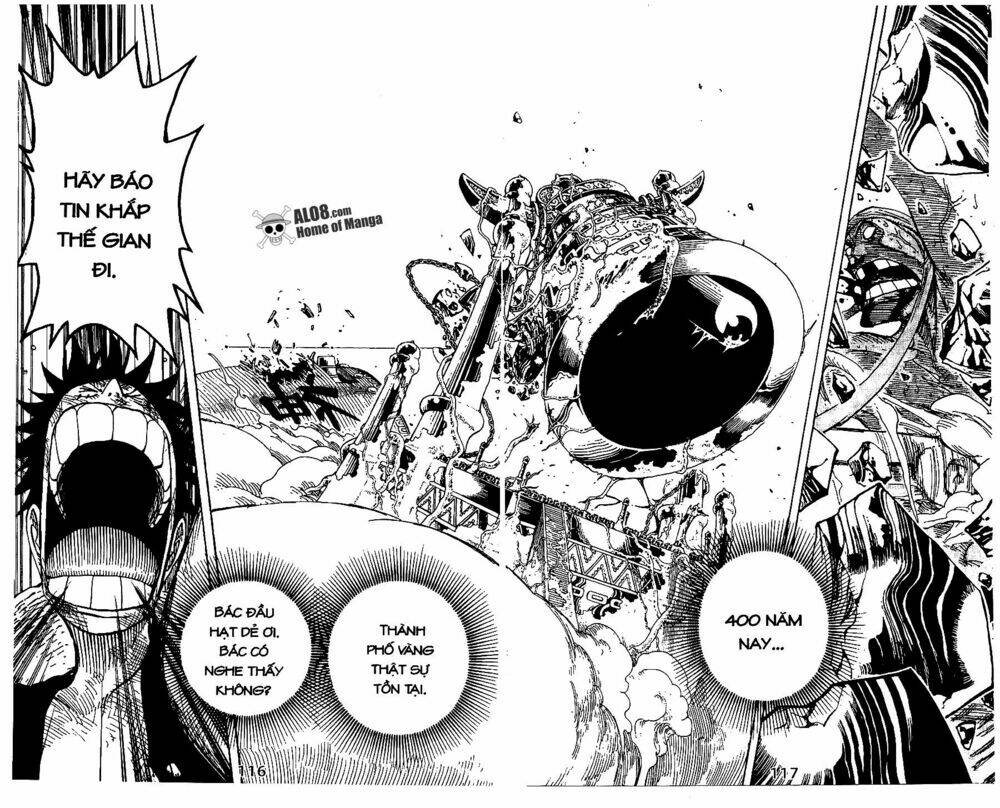 HÃY BÁO
TIN KHẮP
THẾ GIAN
ĐI.
ALO8.com
Home of Manga
400 NĂM
NAY...
THÀNH
PHỐ VÀNG
THẬT SỰ
TỒN TẠI.
BÁC ĐẦU
HẠT DẺ ƠI.
BÁC CÓ
NGHE THẤY
KHÔNG?
116
117